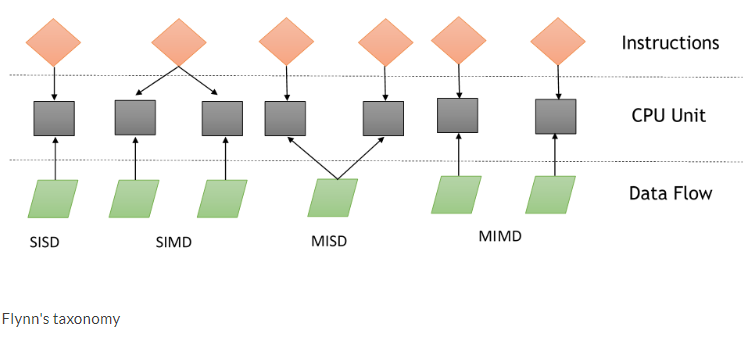 Instructions
CPU Unit
Data Flow
SISD
SIMD
MISD
MIMD
Flynn's taxonomy